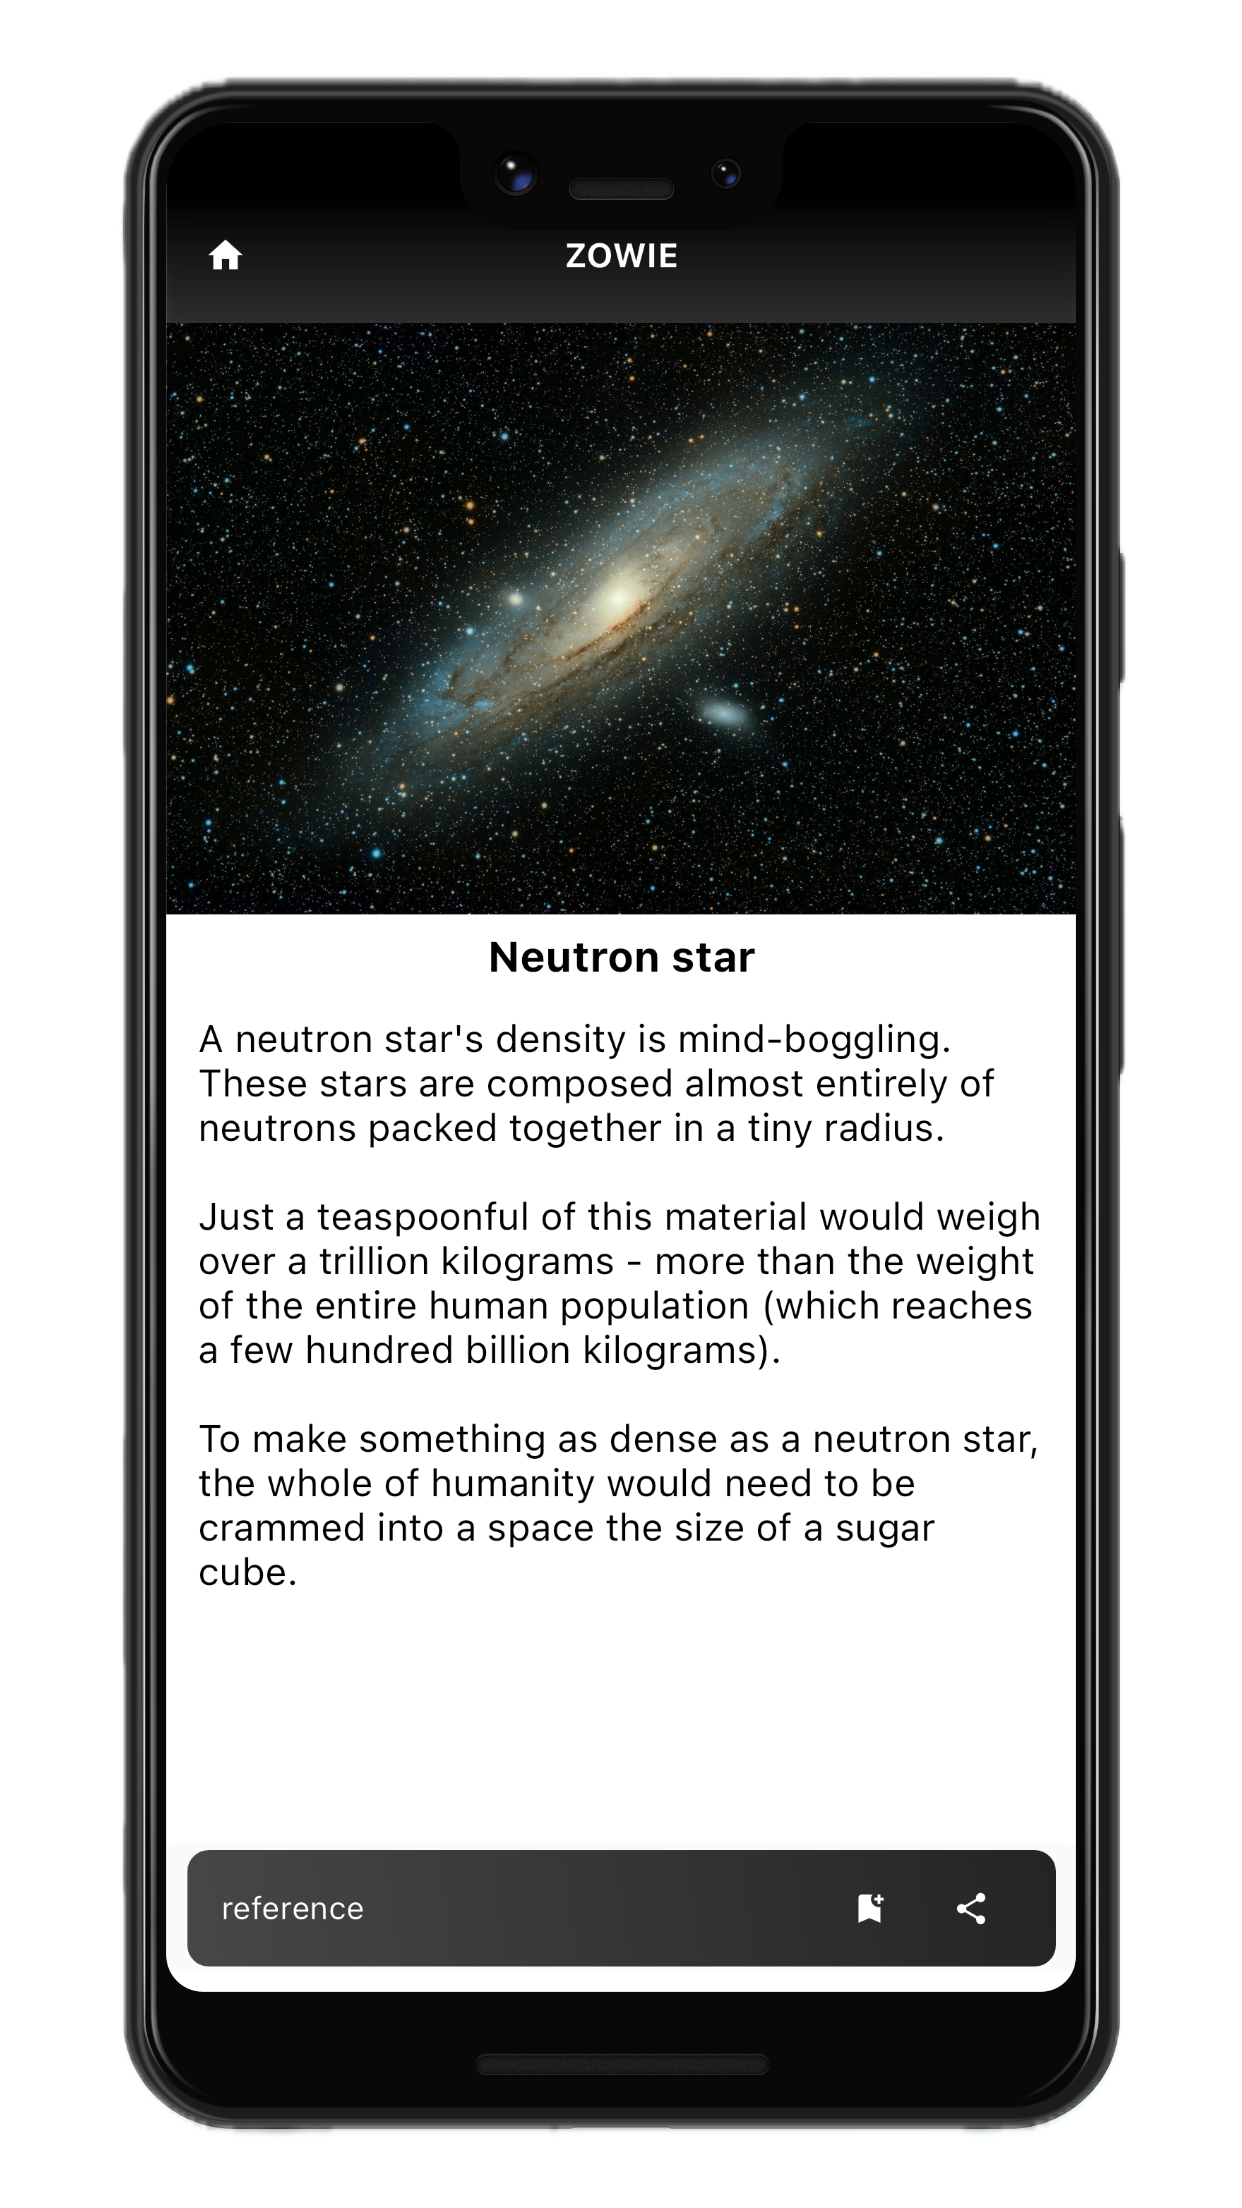 ZOWIE
Neutron star
A neutron star's density is mind-boggling.
These stars are composed almost entirely of
neutrons packed together in a tiny radius.
Just a teaspoonful of this material would weigh
over a trillion kilograms - more than the weight
of the entire human population (which reaches
a few hundred billion kilograms).
To make something as dense as a neutron star,
the whole of humanity would need to be
crammed into a space the size of a sugar
cube.
reference